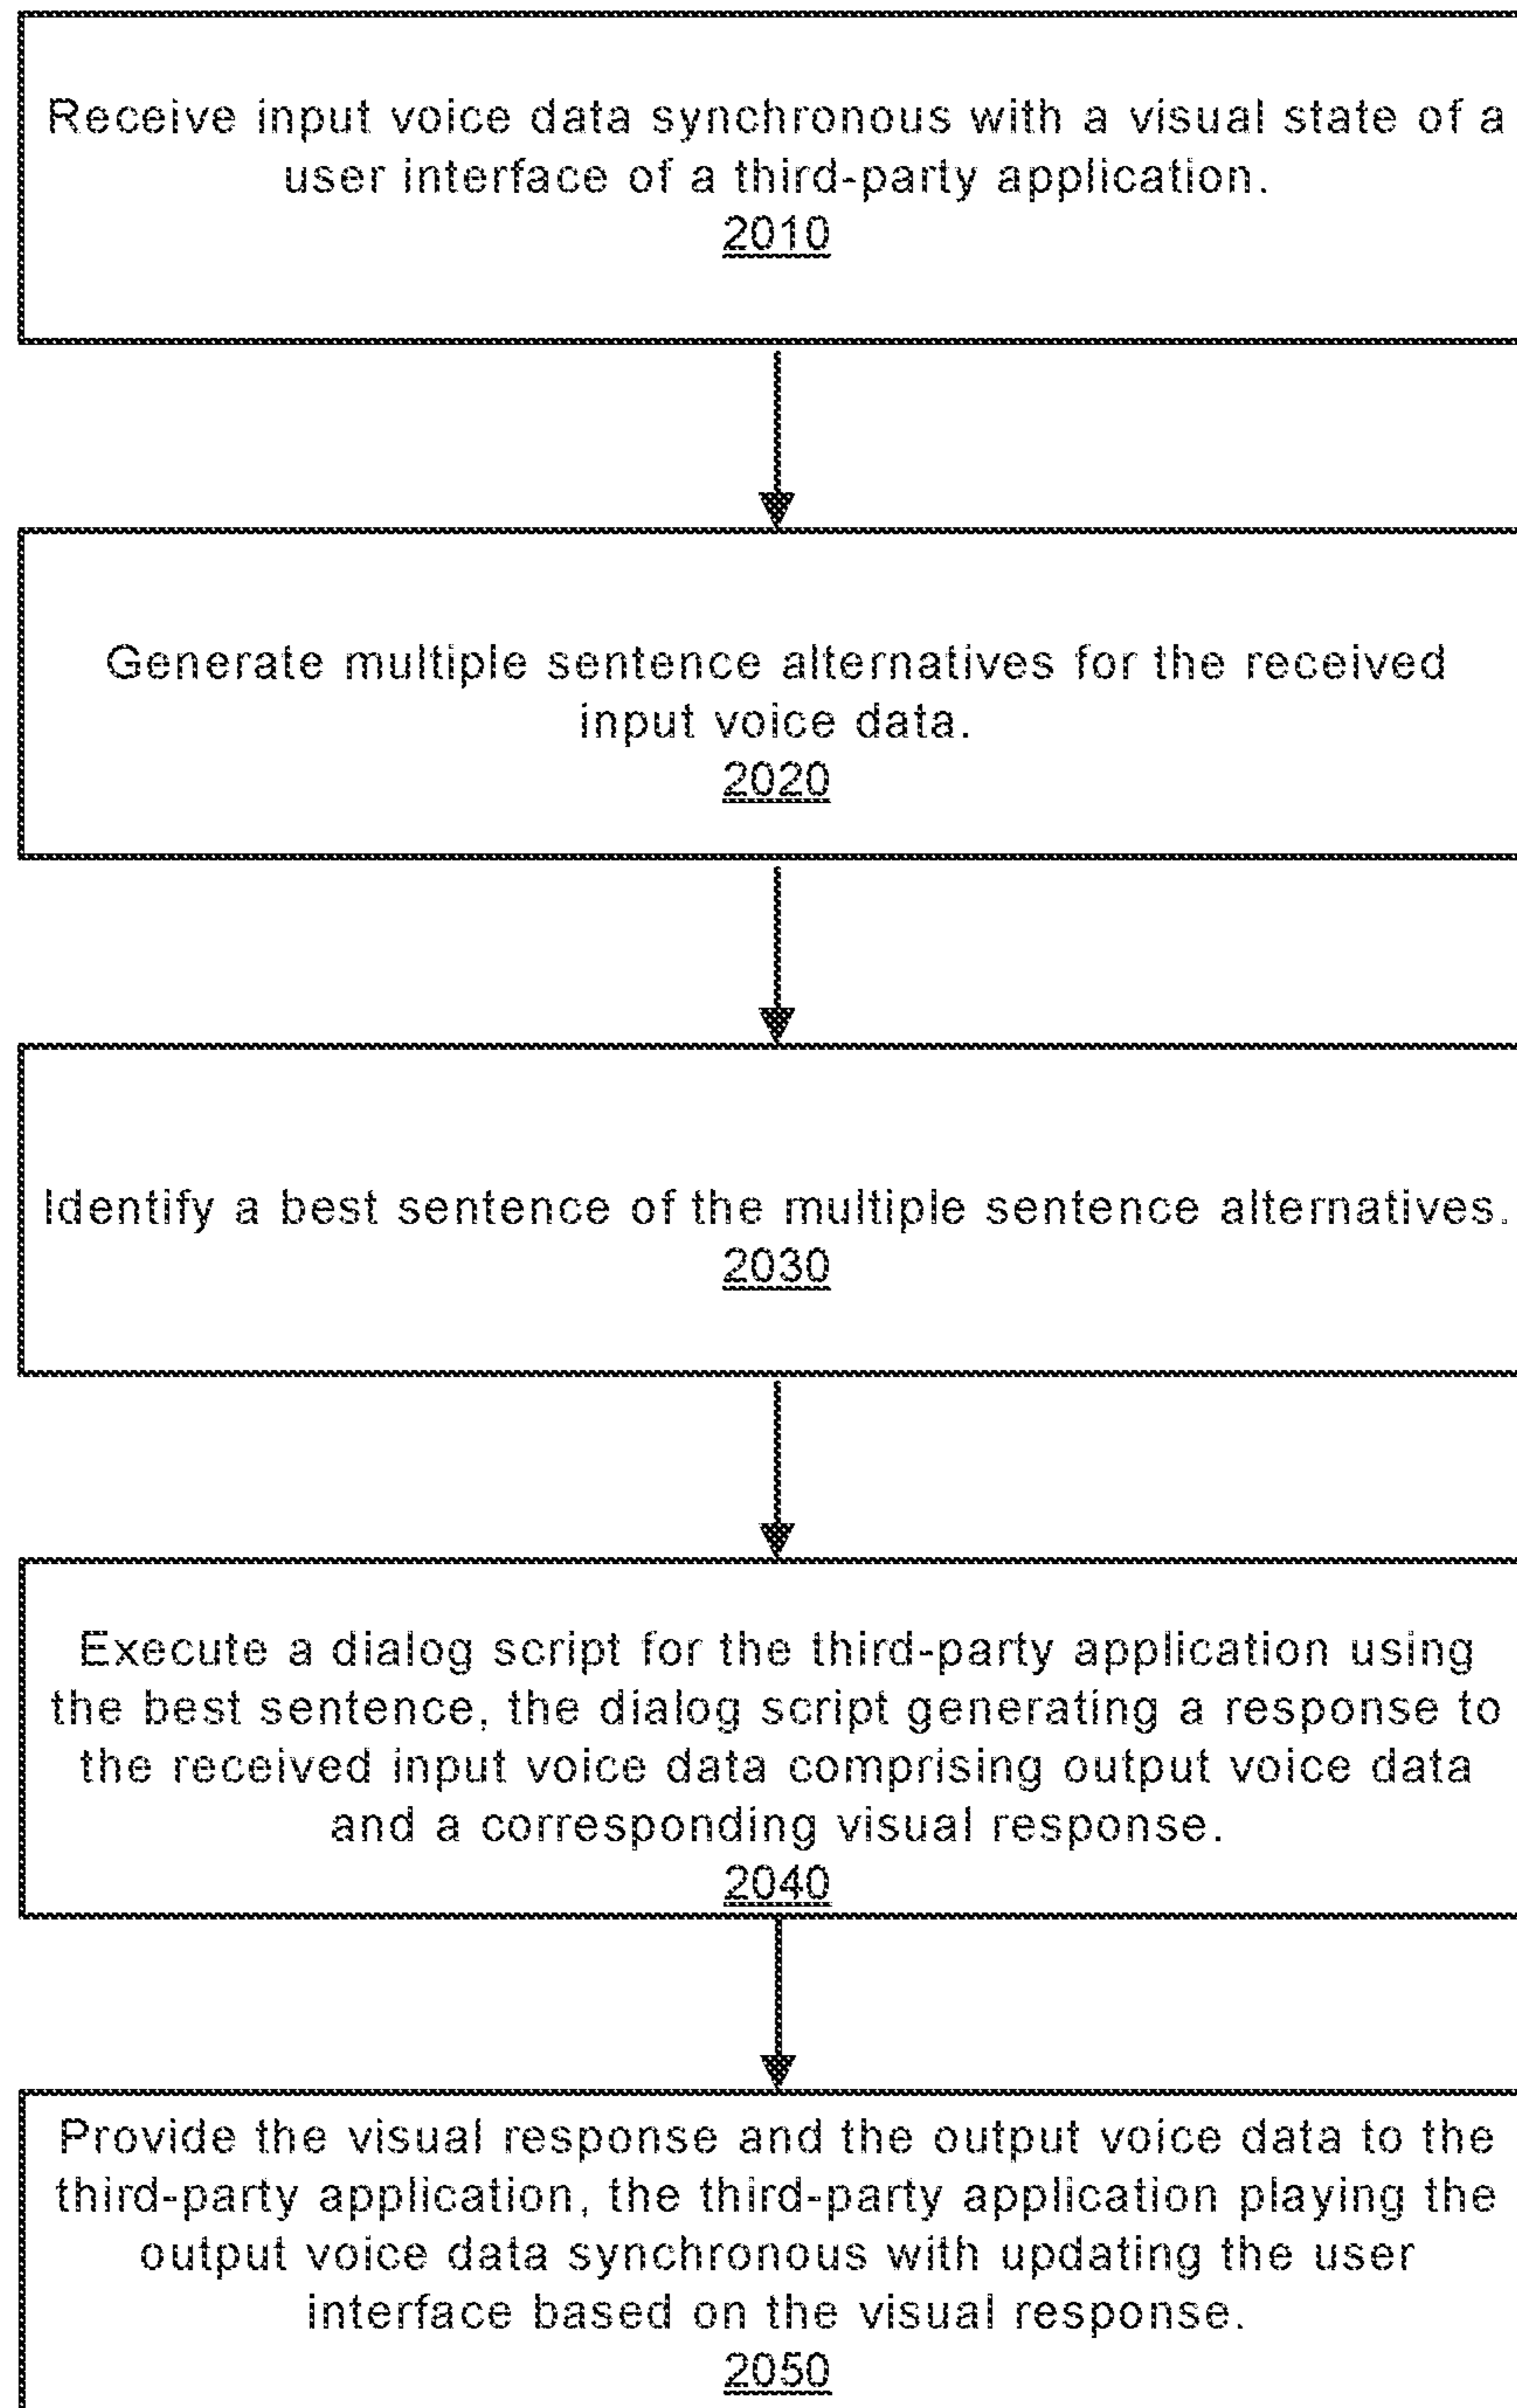 Receive input voice data synchronous with a visual state of a
user interface of a third-party application.
2010
Generate multiple sentence alternatives for the received
input voice data.
2020
Identify a best sentence of the multiple sentence alternatives.
2030
Execute a dialog script for the third-party application using
the best sentence, the dialog script generating a response to
the received input voice data comprising output voice data
and a corresponding visual response.
2040
Provide the visual response and the output voice data to the
third-party application, the third-party application playing the
output voice data synchronous with updating the user
interface based on the visual response.
2050